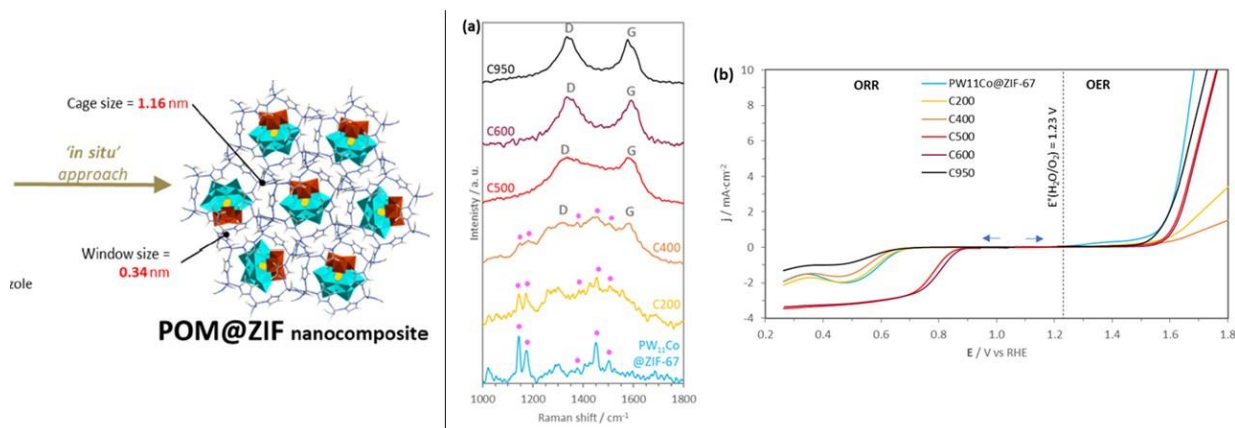 Cage size = 1.16 nm
'in situ'
approach
Window size =
0.34 nm
zole
POM@ZIF nanocomposite
(a)
D
G
C950
D
G
C600
D
G
C500
D
G
C400
C200
PW11Co
@ZIF-67
Intenisty / a. u.
1000
1200
1400
1600
1800
Raman shift / cm-1
(b)
10
8
6
4
2
0
-2
-4
j / mA·cm-2
ORR
OER
PW11Co@ZIF-67
C200
C400
C500
C600
C950
E°(H2O/O2) = 1.23 V
0.2
0.4
0.6
0.8
1.0
1.2
1.4
1.6
1.8
E / V vs RHE